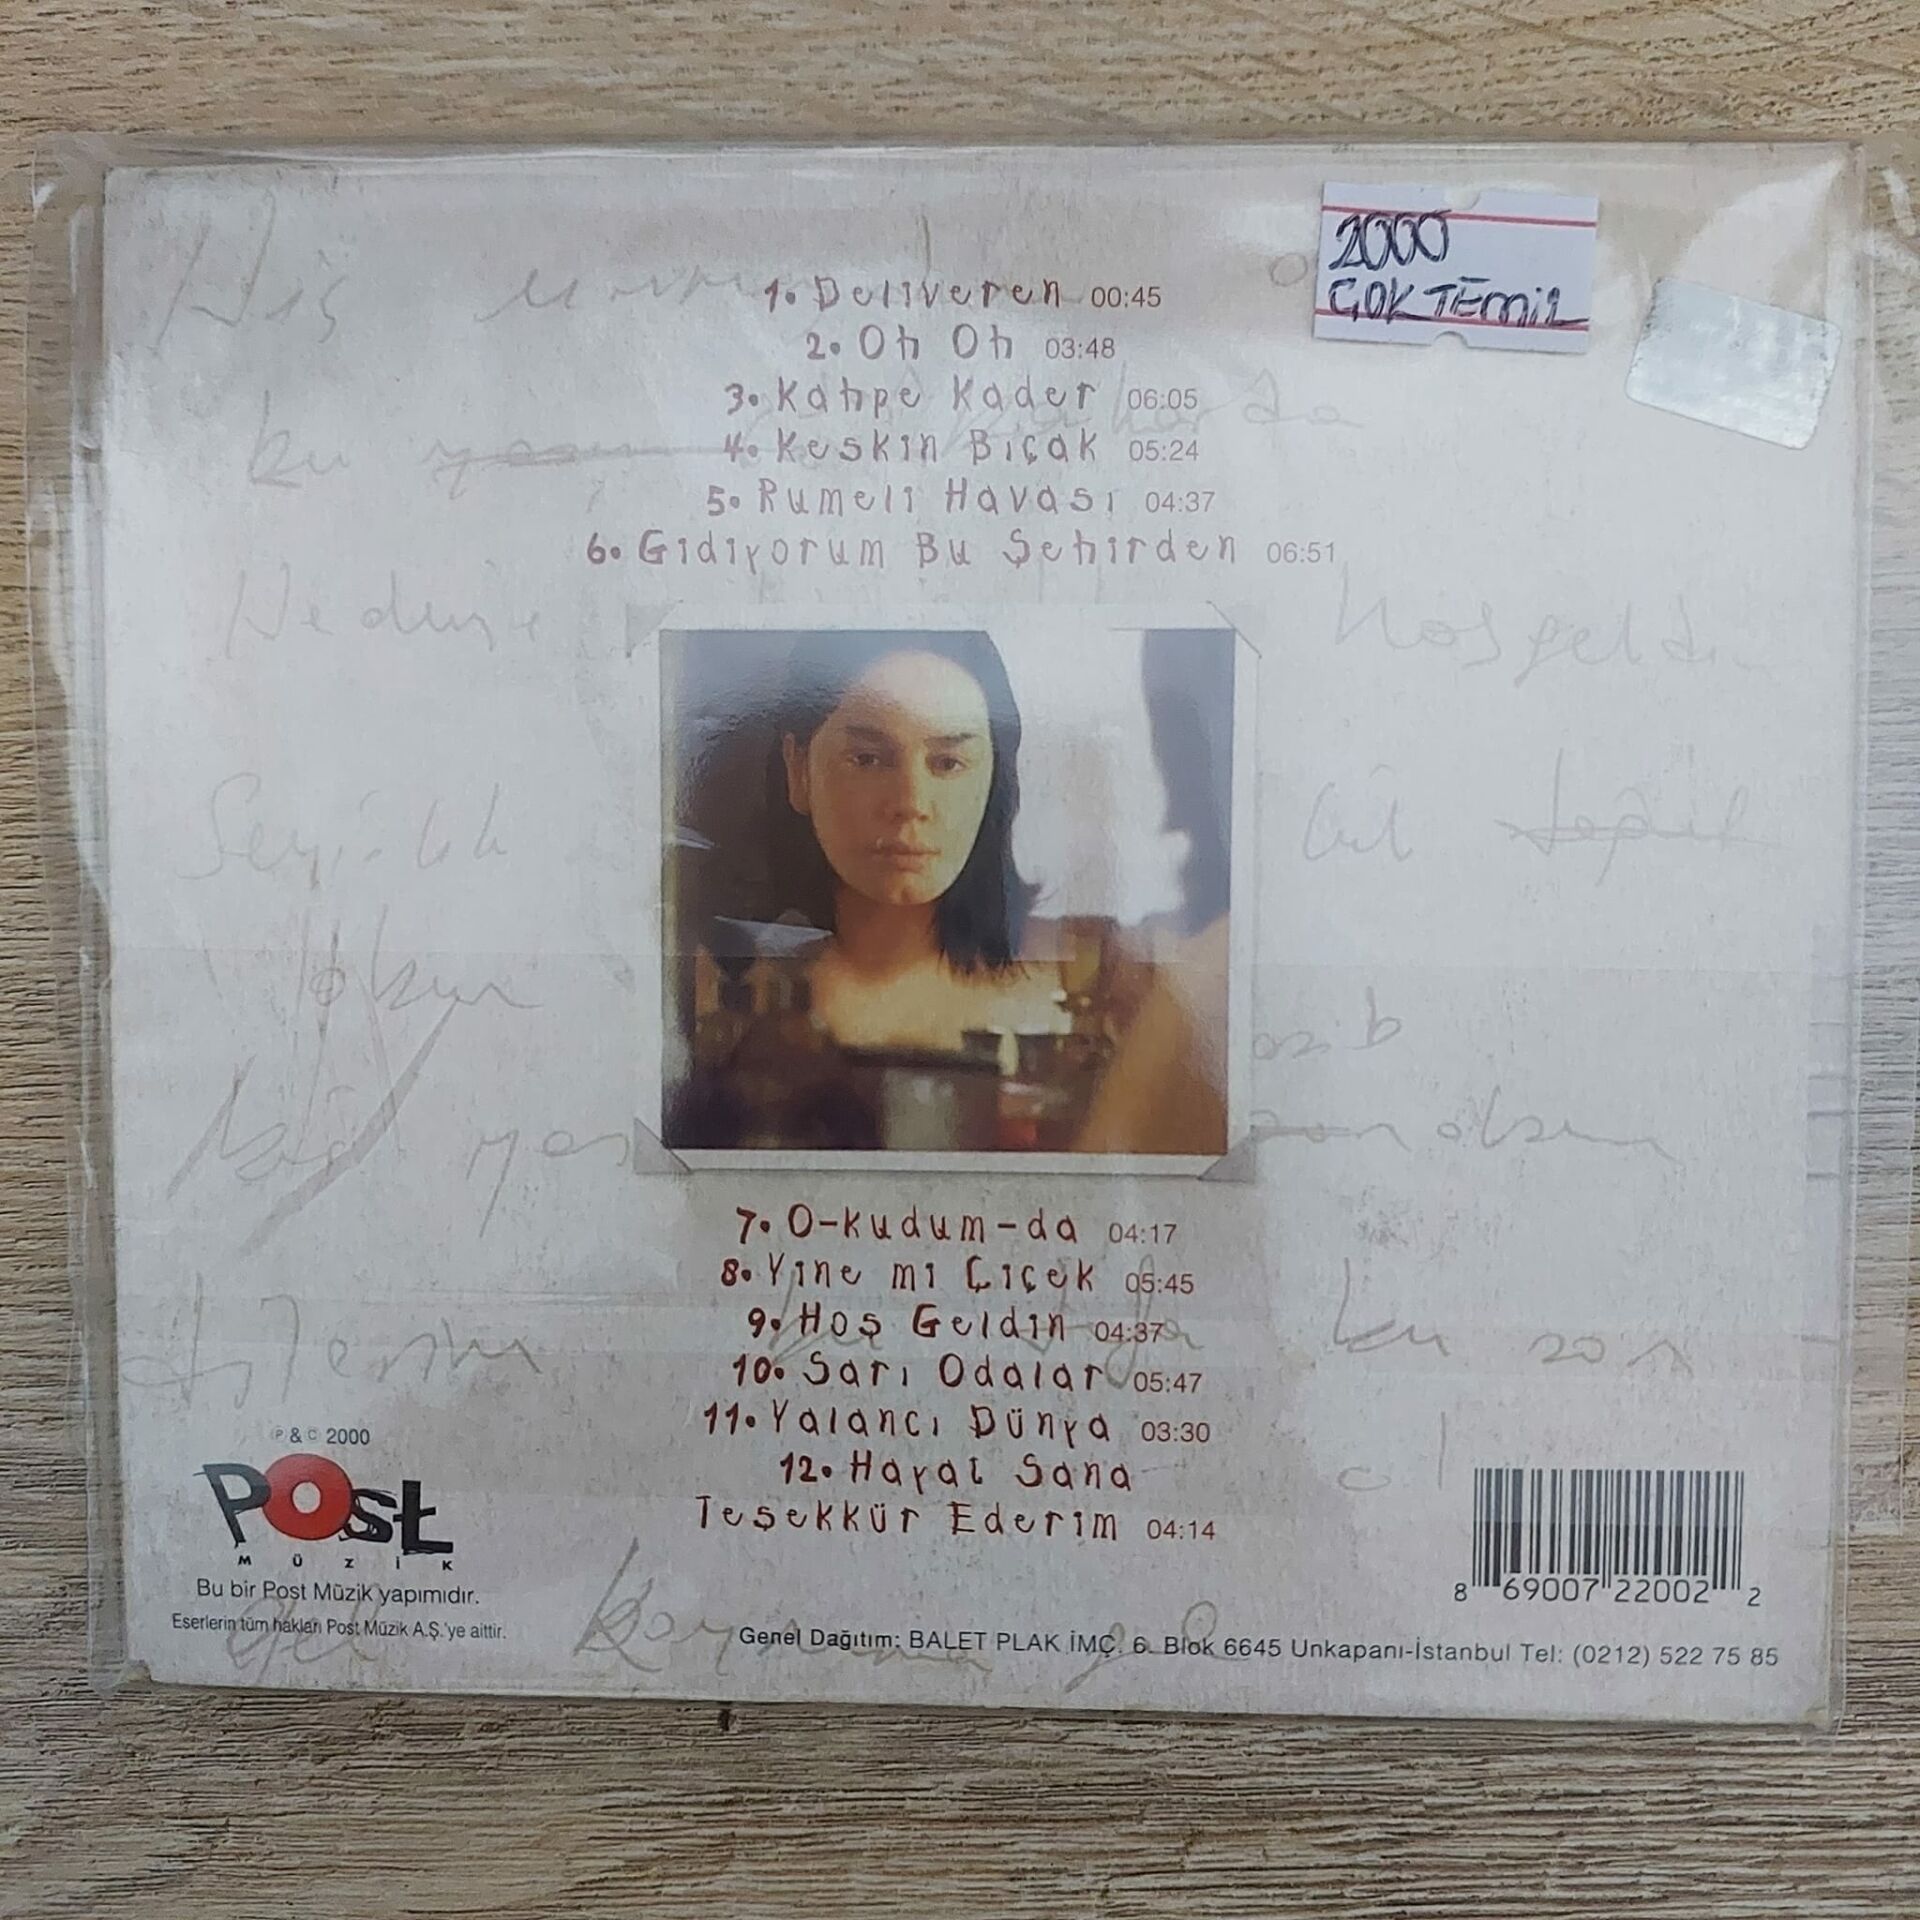 2000
ÇOK TEMİZ
1. Deliveren 00:45
2. Oh Oh 03:48
3. Kahpe Kader 06:05
4. Keskin Bıçak 05:24
5. Rumeli Havası 04:37
6. Gidiyorum Bu Şehirden 06:51
7. O-kudum-da 04:17
8. Yine mi Çiçek 05:45
9. Hoş Geldin 04:37
10. Sarı Odalar 05:47
11. Yalancı Dünya 03:30
12. Hayat Sana
Teşekkür Ederim 04:14
℗ & © 2000
Post
MÜZİK
Bu bir Post Müzik yapımıdır.
Eserlerin tüm hakları Post Müzik A.Ş.'ye aittir.
8 69007 22002 2
Genel Dağıtım: BALET PLAK İMÇ. 6. Blok 6645 Unkapanı-İstanbul Tel: (0212) 522 75 85